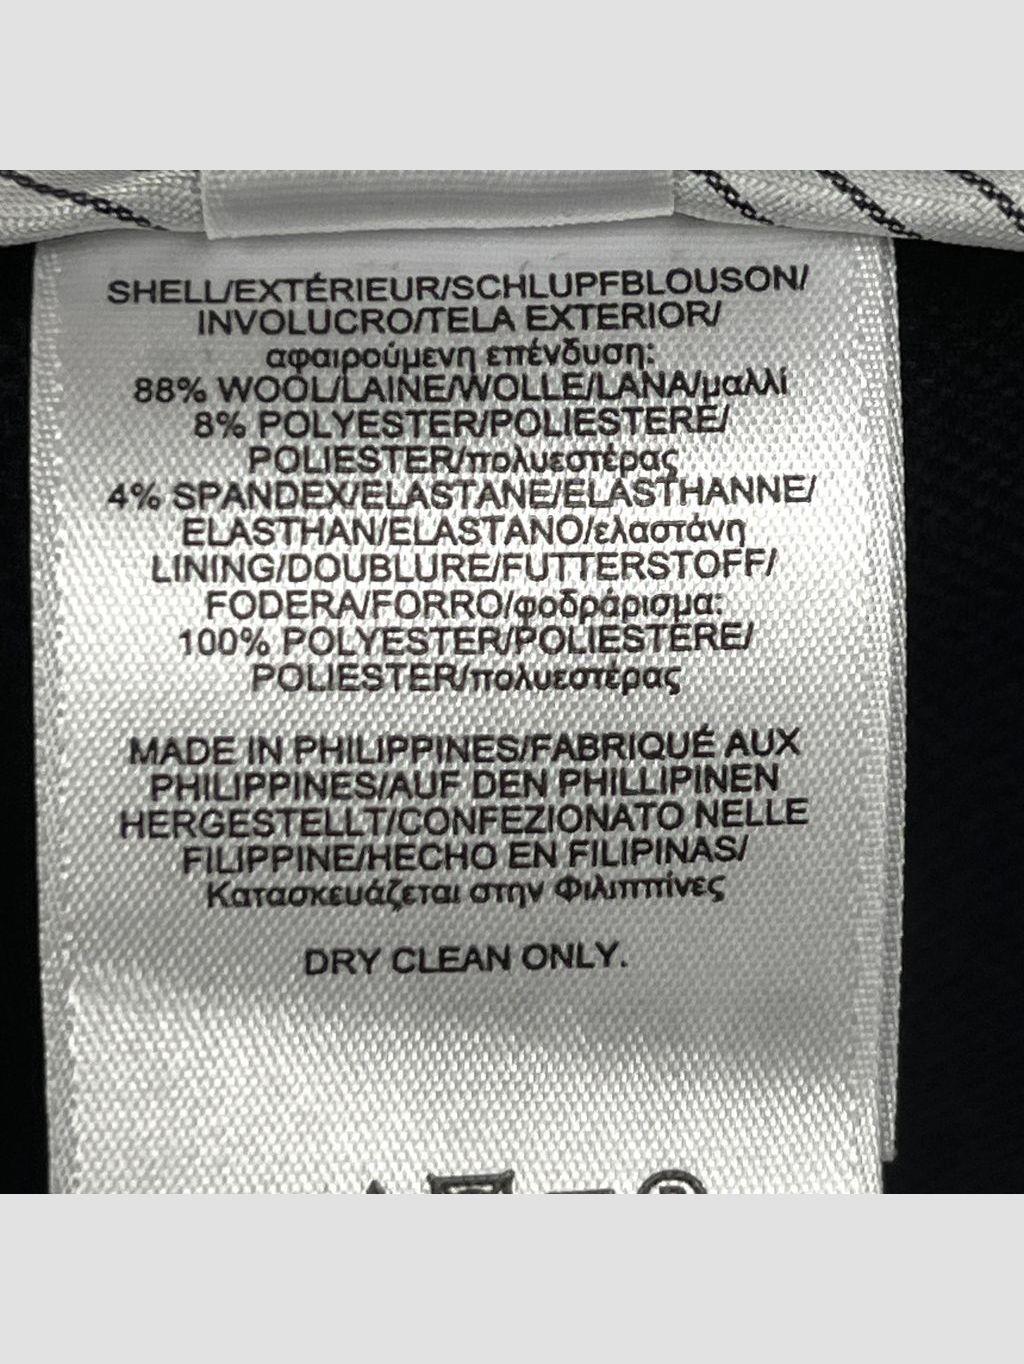 SHELL/EXTÉRIEUR/SCHLUPFBLOUSON/
INVOLUCRO/TELA EXTERIOR/
αφαιρούμενη επένδυση:
88% WOOL/LAINE/WOLLE/LANA/μαλλί
8% POLYESTER/POLIESTERE/
POLIESTER/πολυεστέρας
4% SPANDEX/ELASTANE/ELASTHANNE/
ELASTHAN/ELASTANO/ελαστάνη
LINING/DOUBLURE/FUTTERSTOFF/
FODERA/FORRO/φοδράρισμα:
100% POLYESTER/POLIESTERE/
POLIESTER/πολυεστέρας
MADE IN PHILIPPINES/FABRIQUÉ AUX
PHILIPPINES/AUF DEN PHILLIPINEN
HERGESTELLT/CONFEZIONATO NELLE
FILIPPINE/HECHO EN FILIPINAS/
Κατασκευάζεται στην Φιλιππίνες
DRY CLEAN ONLY.